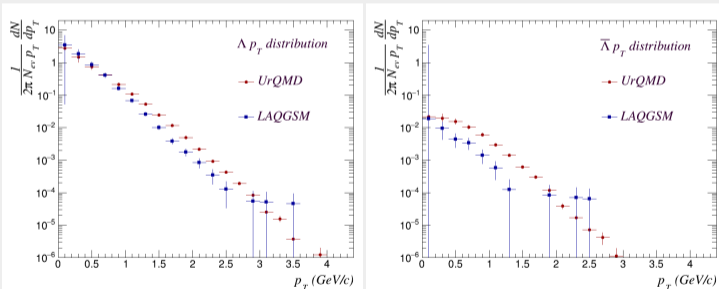 1/(2π N_ev p_T) dN/dp_T
Λ p_T distribution
UrQMD
LAQGSM
10
1
10⁻¹
10⁻²
10⁻³
10⁻⁴
10⁻⁵
10⁻⁶
0 0.5 1 1.5 2 2.5 3 3.5 4
p_T (GeV/c)
1/(2π N_ev p_T) dN/dp_T
Λ̅ p_T distribution
UrQMD
LAQGSM
10
1
10⁻¹
10⁻²
10⁻³
10⁻⁴
10⁻⁵
10⁻⁶
0 0.5 1 1.5 2 2.5 3 3.5 4
p_T (GeV/c)